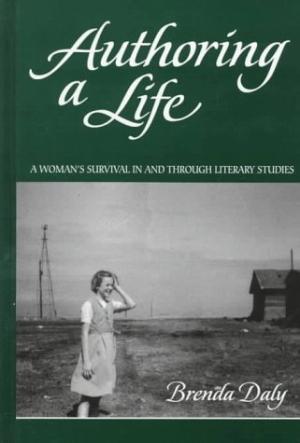 Authoring
a Life
A WOMAN'S SURVIVAL IN AND THROUGH LITERARY STUDIES
Brenda Daly